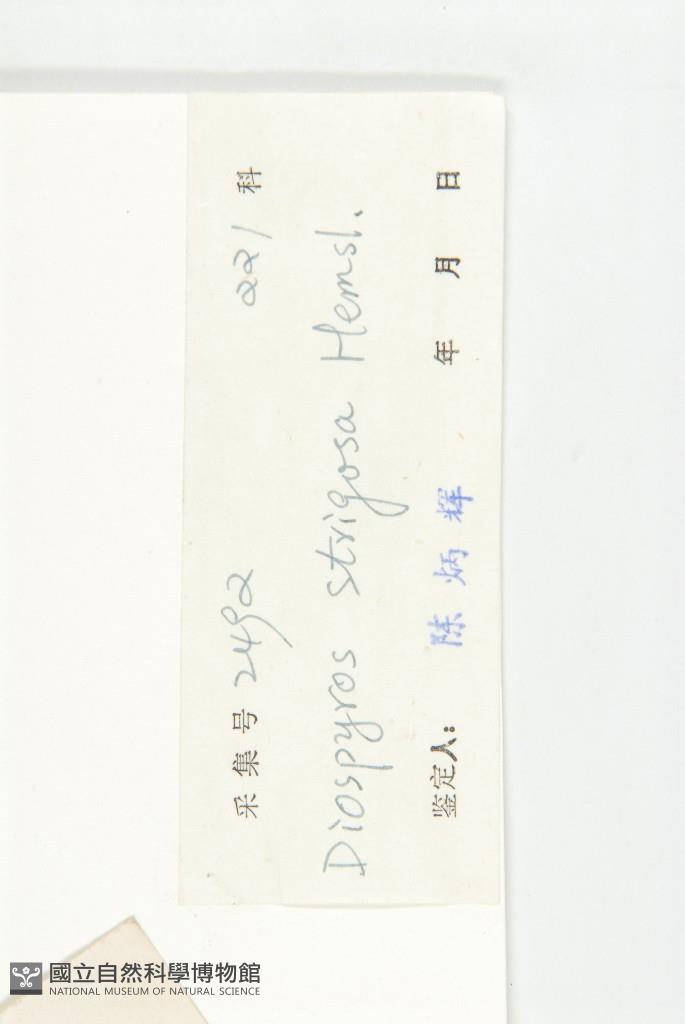 采集号 2492 221 科
Diospyros strigosa Hemsl.
鉴定人： 陈炳辉 年 月 日
國立自然科學博物館
NATIONAL MUSEUM OF NATURAL SCIENCE